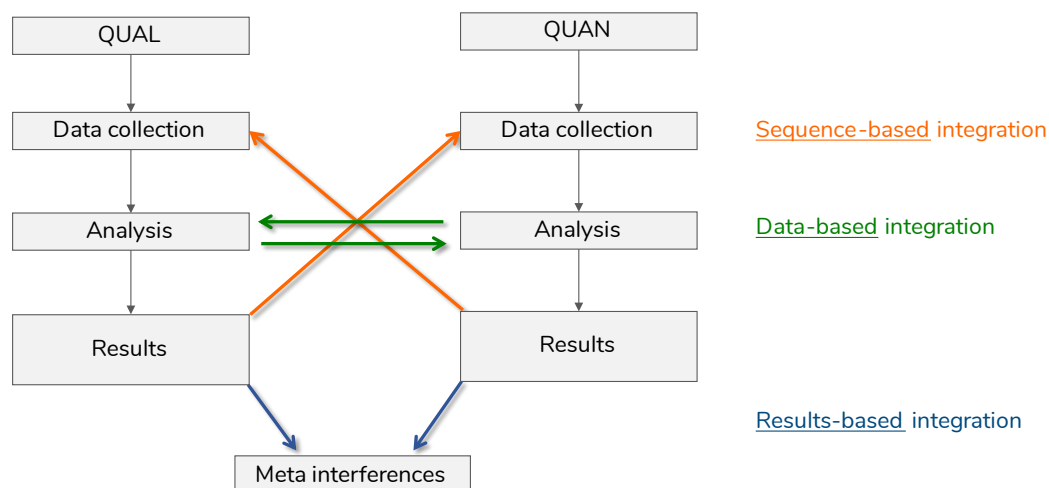 QUAL
QUAN
Data collection
Data collection
Sequence-based integration
Analysis
Analysis
Data-based integration
Results
Results
Results-based integration
Meta interferences